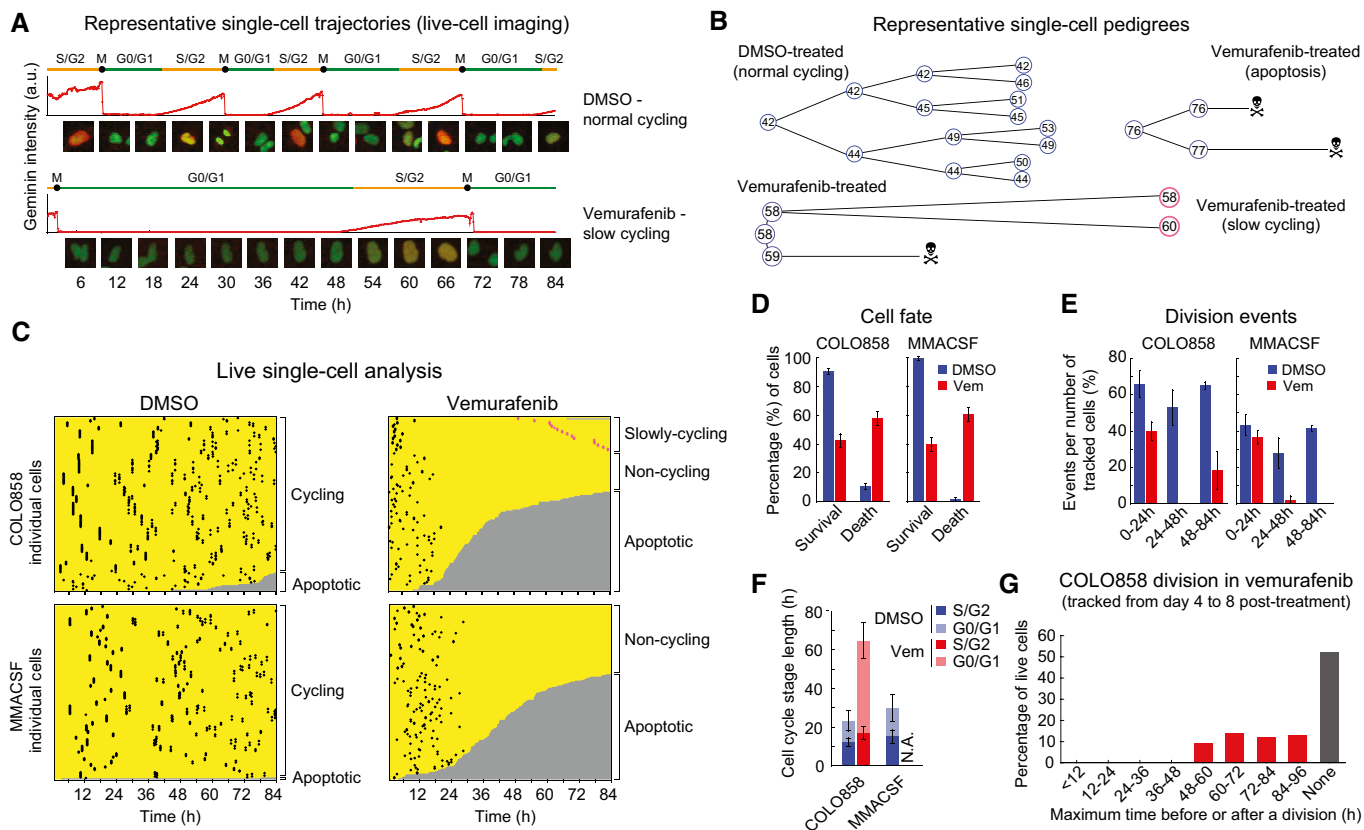 A
Representative single-cell trajectories (live-cell imaging)
Geminin intensity (a.u.)
S/G2 M G0/G1 S/G2 M G0/G1 S/G2 M G0/G1 S/G2 M G0/G1 S/G2
DMSO -
normal cycling
M G0/G1 S/G2 M G0/G1
Vemurafenib -
slow cycling
6 12 18 24 30 36 42 48 54 60 66 72 78 84
Time (h)
B
Representative single-cell pedigrees
DMSO-treated
(normal cycling)
42
42
44
42
45
49
44
42
46
51
45
53
49
50
44
Vemurafenib-treated
(apoptosis)
76
76
77
Vemurafenib-treated
58
58
59
58
60
Vemurafenib-treated
(slow cycling)
C
Live single-cell analysis
DMSO
Vemurafenib
COLO858
individual cells
Cycling
Apoptotic
Slowly-cycling
Non-cycling
Apoptotic
MMACSF
individual cells
Cycling
Apoptotic
Non-cycling
Apoptotic
12 24 36 48 60 72 84
Time (h)
12 24 36 48 60 72 84
Time (h)
D
Cell fate
COLO858
MMACSF
Percentage (%) of cells
100
80
60
40
20
0
DMSO
Vem
Survival
Death
Survival
Death
E
Division events
COLO858
MMACSF
Events per number of
tracked cells (%)
80
60
40
20
0
DMSO
Vem
0-24h
24-48h
48-84h
0-24h
24-48h
48-84h
F
Cell cycle stage length (h)
80
60
40
20
0
DMSO
S/G2
G0/G1
Vem
S/G2
G0/G1
N.A.
COLO858
MMACSF
G
COLO858 division in vemurafenib
(tracked from day 4 to 8 post-treatment)
Percentage of live cells
60
50
40
30
20
10
0
<12
12-24
24-36
36-48
48-60
60-72
72-84
84-96
None
Maximum time before or after a division (h)